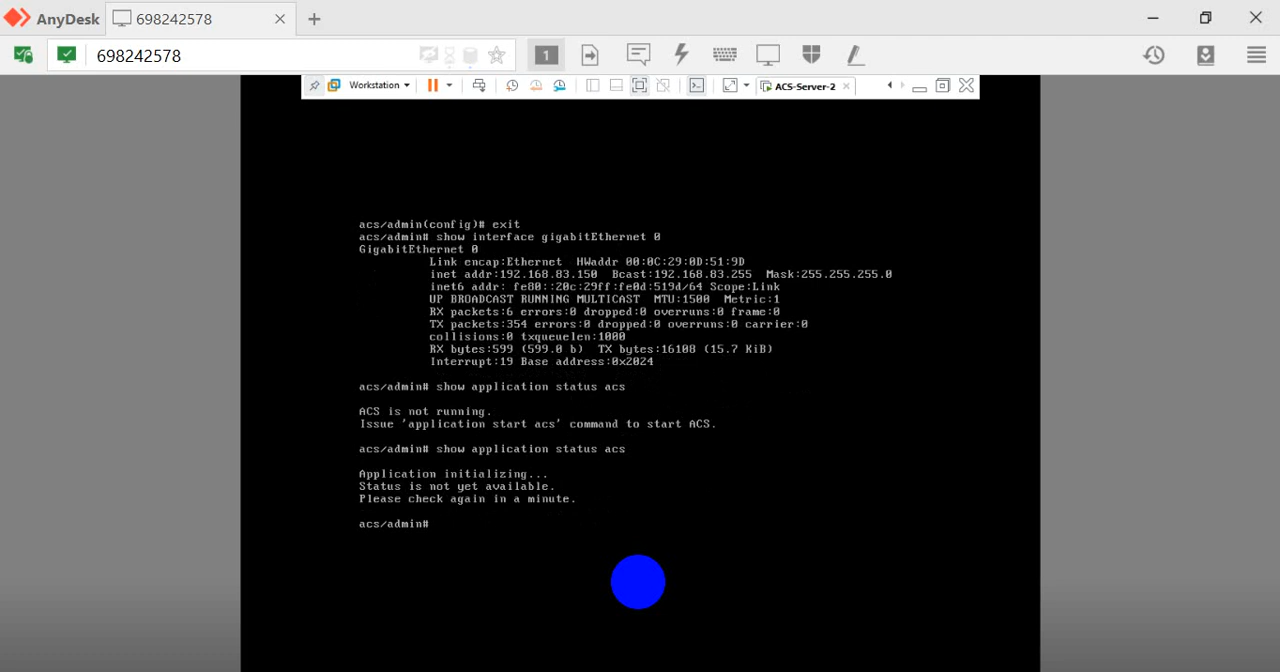 AnyDesk 698242578
698242578 1
Workstation ACS-Server-2
acs/admin(config)# exit
acs/admin# show interface gigabitEthernet 0
GigabitEthernet 0
Link encap:Ethernet HWaddr 00:0C:29:0D:51:9D
inet addr:192.168.83.150 Bcast:192.168.83.255 Mask:255.255.255.0
inet6 addr: fe80::20c:29ff:fe0d:519d/64 Scope:Link
UP BROADCAST RUNNING MULTICAST MTU:1500 Metric:1
RX packets:6 errors:0 dropped:0 overruns:0 frame:0
TX packets:354 errors:0 dropped:0 overruns:0 carrier:0
collisions:0 txqueuelen:1000
RX bytes:599 (599.0 b) TX bytes:16108 (15.7 KiB)
Interrupt:19 Base address:0x2024
acs/admin# show application status acs
ACS is not running.
Issue 'application start acs' command to start ACS.
acs/admin# show application status acs
Application initializing...
Status is not yet available.
Please check again in a minute.
acs/admin#